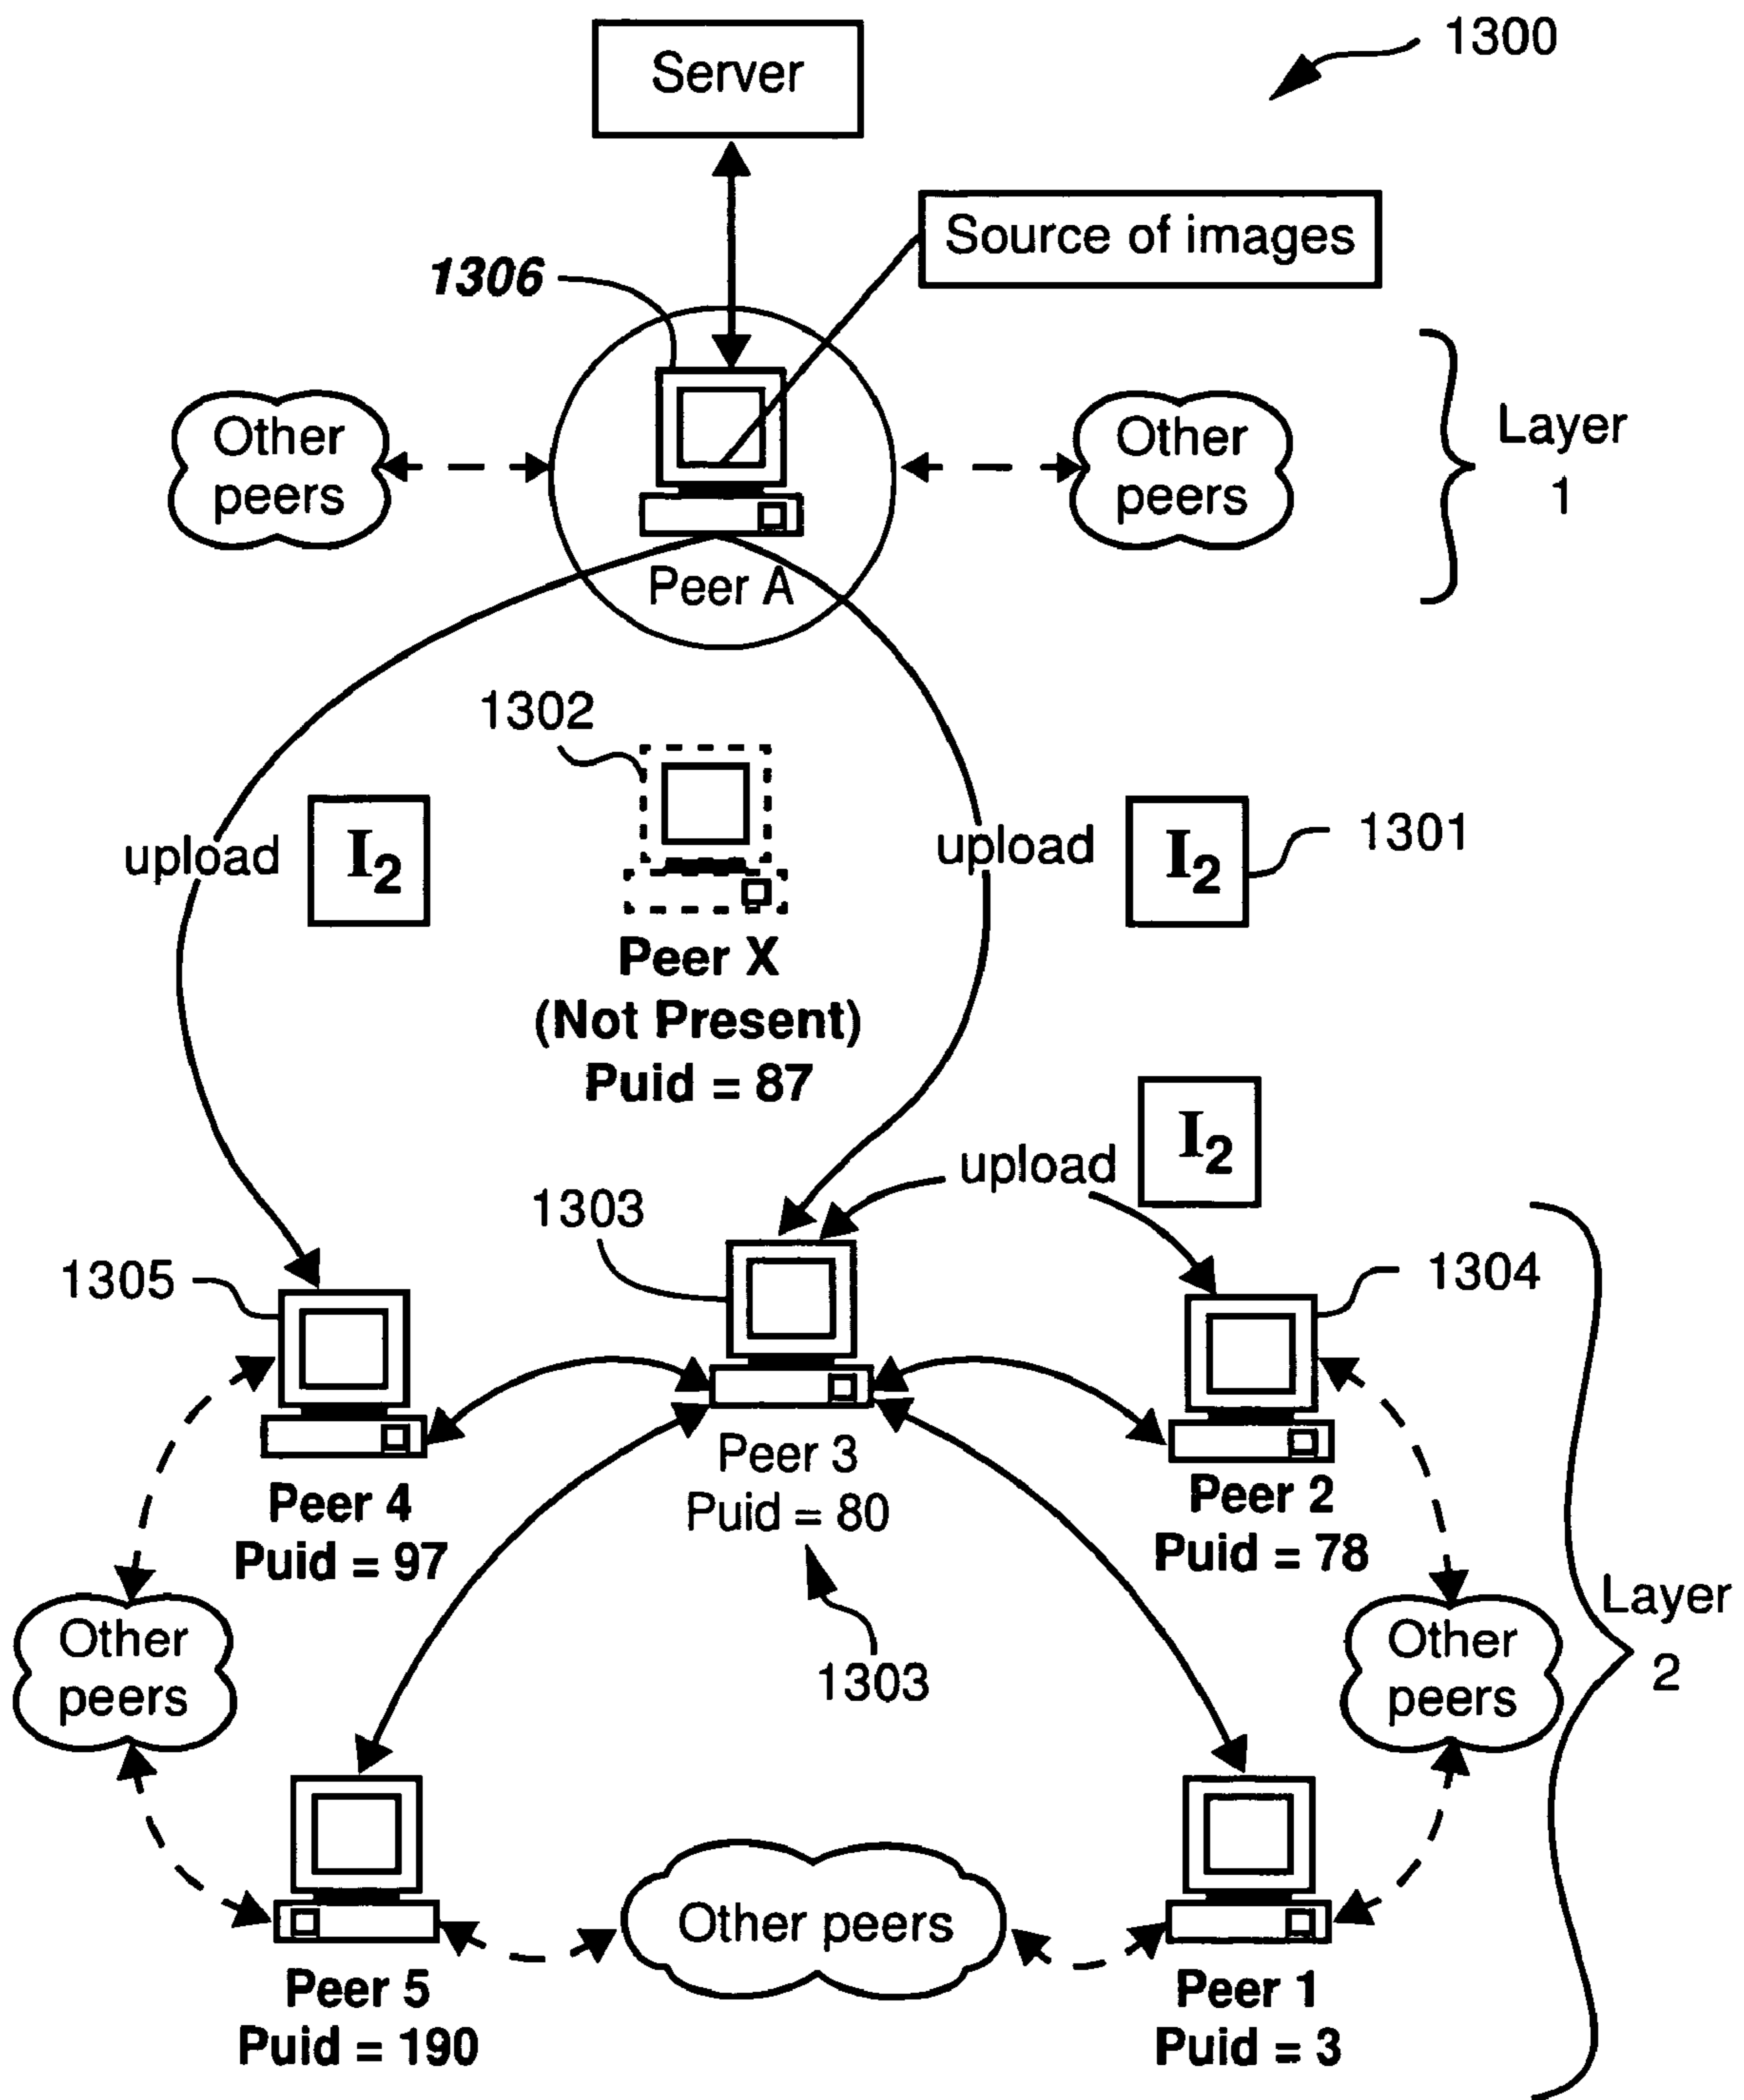 1300
Server
Source of images
1306
Other
peers
Other
peers
Layer
1
Peer A
1302
upload
I2
upload
I2
1301
Peer X
(Not Present)
Puid = 87
I2
upload
1303
1305
1304
Peer 4
Puid = 97
Peer 3
Puid = 80
Peer 2
Puid = 78
Other
peers
1303
Other
peers
Layer
2
Other peers
Peer 5
Puid = 190
Peer 1
Puid = 3